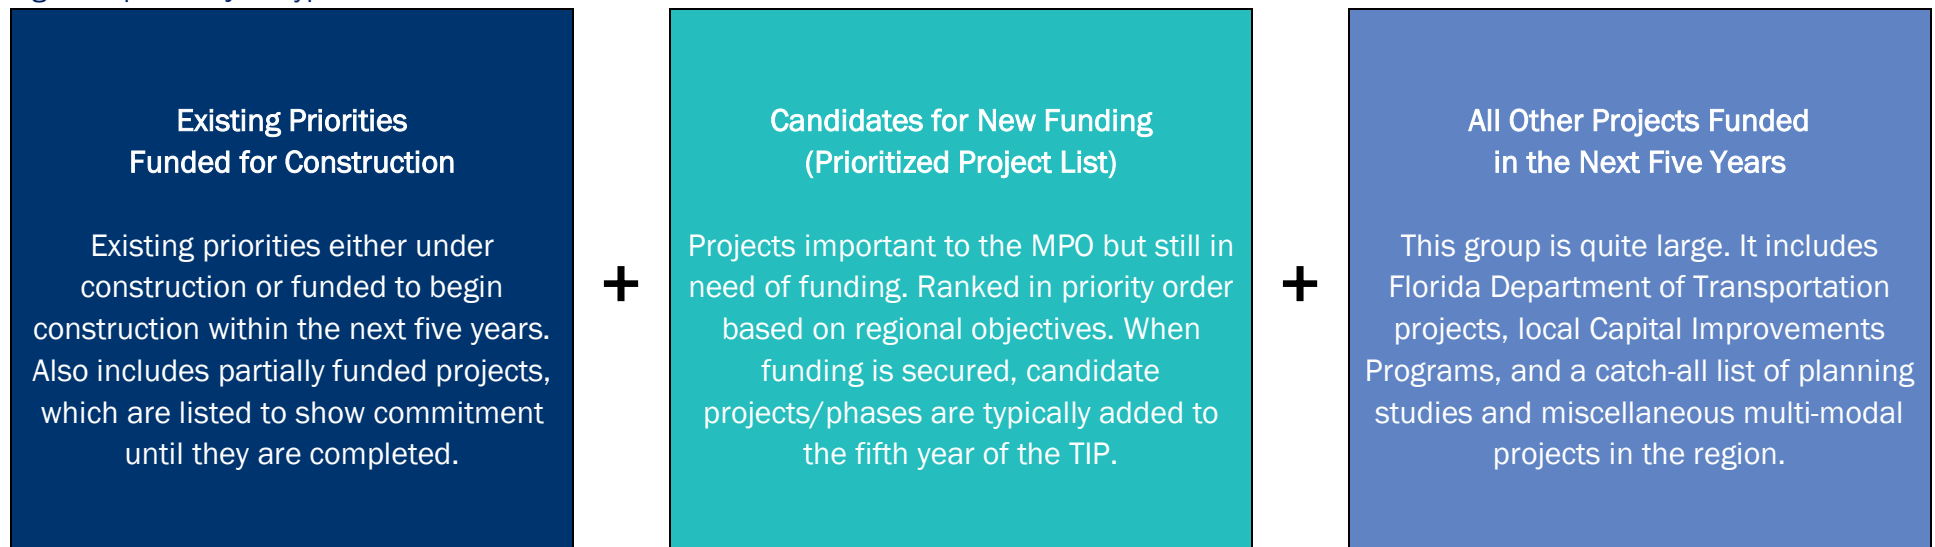 Existing Priorities
Funded for Construction
Existing priorities either under
construction or funded to begin
construction within the next five years.
Also includes partially funded projects,
which are listed to show commitment
until they are completed.
+
Candidates for New Funding
(Prioritized Project List)
Projects important to the MPO but still in
need of funding. Ranked in priority order
based on regional objectives. When
funding is secured, candidate
projects/phases are typically added to
the fifth year of the TIP.
+
All Other Projects Funded
in the Next Five Years
This group is quite large. It includes
Florida Department of Transportation
projects, local Capital Improvements
Programs, and a catch-all list of planning
studies and miscellaneous multi-modal
projects in the region.